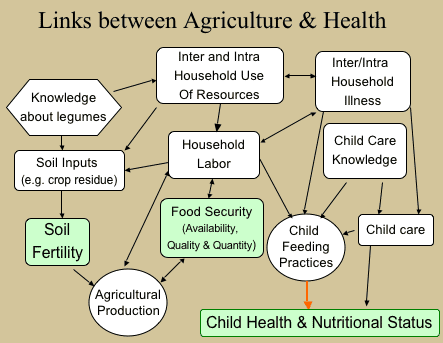 Links between Agriculture & Health
Inter and Intra
Household Use
Of Resources
Inter/Intra
Household
Illness
Knowledge
about legumes
Child Care
Knowledge
Household
Labor
Soil Inputs
(e.g. crop residue)
Food Security
(Availability,
Quality & Quantity)
Soil
Fertility
Child
Feeding
Practices
Child care
Agricultural
Production
Child Health & Nutritional Status